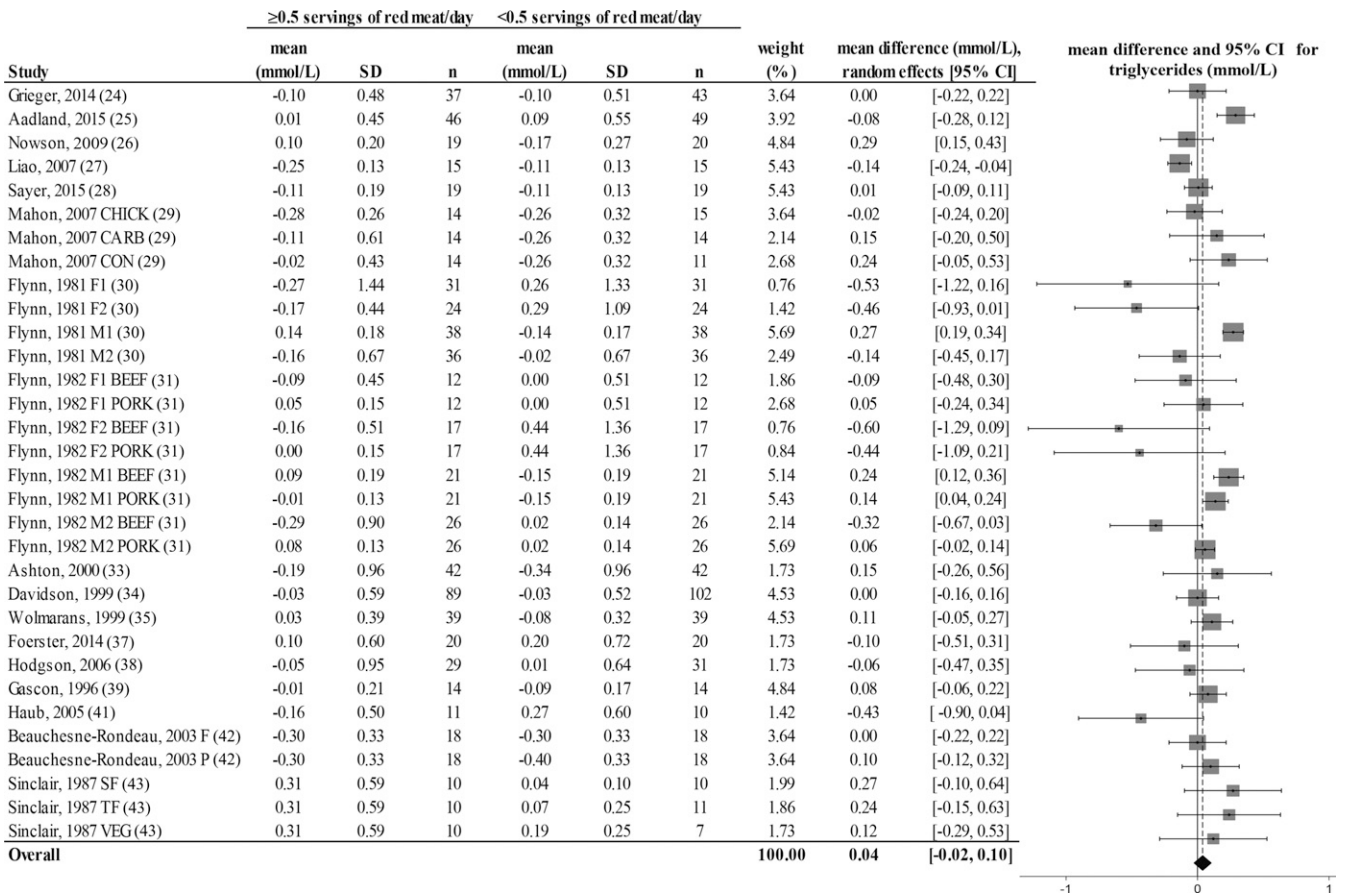 ≥0.5 servings of red meat/day <0.5 servings of red meat/day
mean mean weight mean difference (mmol/L), mean difference and 95% CI for
Study (mmol/L) SD n (mmol/L) SD n (%) random effects [95% CI] triglycerides (mmol/L)
Grieger, 2014 (24) -0.10 0.48 37 -0.10 0.51 43 3.64 0.00 [-0.22, 0.22]
Aadland, 2015 (25) 0.01 0.45 46 0.09 0.55 49 3.92 -0.08 [-0.28, 0.12]
Nowson, 2009 (26) 0.10 0.20 19 -0.17 0.27 20 4.84 0.29 [0.15, 0.43]
Liao, 2007 (27) -0.25 0.13 15 -0.11 0.13 15 5.43 -0.14 [-0.24, -0.04]
Sayer, 2015 (28) -0.11 0.19 19 -0.11 0.13 19 5.43 0.01 [-0.09, 0.11]
Mahon, 2007 CHICK (29) -0.28 0.26 14 -0.26 0.32 15 3.64 -0.02 [-0.24, 0.20]
Mahon, 2007 CARB (29) -0.11 0.61 14 -0.26 0.32 14 2.14 0.15 [-0.20, 0.50]
Mahon, 2007 CON (29) -0.02 0.43 14 -0.26 0.32 11 2.68 0.24 [-0.05, 0.53]
Flynn, 1981 F1 (30) -0.27 1.44 31 0.26 1.33 31 0.76 -0.53 [-1.22, 0.16]
Flynn, 1981 F2 (30) -0.17 0.44 24 0.29 1.09 24 1.42 -0.46 [-0.93, 0.01]
Flynn, 1981 M1 (30) 0.14 0.18 38 -0.14 0.17 38 5.69 0.27 [0.19, 0.34]
Flynn, 1981 M2 (30) -0.16 0.67 36 -0.02 0.67 36 2.49 -0.14 [-0.45, 0.17]
Flynn, 1982 F1 BEEF (31) -0.09 0.45 12 0.00 0.51 12 1.86 -0.09 [-0.48, 0.30]
Flynn, 1982 F1 PORK (31) 0.05 0.15 12 0.00 0.51 12 2.68 0.05 [-0.24, 0.34]
Flynn, 1982 F2 BEEF (31) -0.16 0.51 17 0.44 1.36 17 0.76 -0.60 [-1.29, 0.09]
Flynn, 1982 F2 PORK (31) 0.00 0.15 17 0.44 1.36 17 0.84 -0.44 [-1.09, 0.21]
Flynn, 1982 M1 BEEF (31) 0.09 0.19 21 -0.15 0.19 21 5.14 0.24 [0.12, 0.36]
Flynn, 1982 M1 PORK (31) -0.01 0.13 21 -0.15 0.19 21 5.43 0.14 [0.04, 0.24]
Flynn, 1982 M2 BEEF (31) -0.29 0.90 26 0.02 0.14 26 2.14 -0.32 [-0.67, 0.03]
Flynn, 1982 M2 PORK (31) 0.08 0.13 26 0.02 0.14 26 5.69 0.06 [-0.02, 0.14]
Ashton, 2000 (33) -0.19 0.96 42 -0.34 0.96 42 1.73 0.15 [-0.26, 0.56]
Davidson, 1999 (34) -0.03 0.59 89 -0.03 0.52 102 4.53 0.00 [-0.16, 0.16]
Wolmarans, 1999 (35) 0.03 0.39 39 -0.08 0.32 39 4.53 0.11 [-0.05, 0.27]
Foerster, 2014 (37) 0.10 0.60 20 0.20 0.72 20 1.73 -0.10 [-0.51, 0.31]
Hodgson, 2006 (38) -0.05 0.95 29 0.01 0.64 31 1.73 -0.06 [-0.47, 0.35]
Gascon, 1996 (39) -0.01 0.21 14 -0.09 0.17 14 4.84 0.08 [-0.06, 0.22]
Haub, 2005 (41) -0.16 0.50 11 0.27 0.60 10 1.42 -0.43 [ -0.90, 0.04]
Beauchesne-Rondeau, 2003 F (42) -0.30 0.33 18 -0.30 0.33 18 3.64 0.00 [-0.22, 0.22]
Beauchesne-Rondeau, 2003 P (42) -0.30 0.33 18 -0.40 0.33 18 3.64 0.10 [-0.12, 0.32]
Sinclair, 1987 SF (43) 0.31 0.59 10 0.04 0.10 10 1.99 0.27 [-0.10, 0.64]
Sinclair, 1987 TF (43) 0.31 0.59 10 0.07 0.25 11 1.86 0.24 [-0.15, 0.63]
Sinclair, 1987 VEG (43) 0.31 0.59 10 0.19 0.25 7 1.73 0.12 [-0.29, 0.53]
Overall 100.00 0.04 [-0.02, 0.10]
-1 0 1